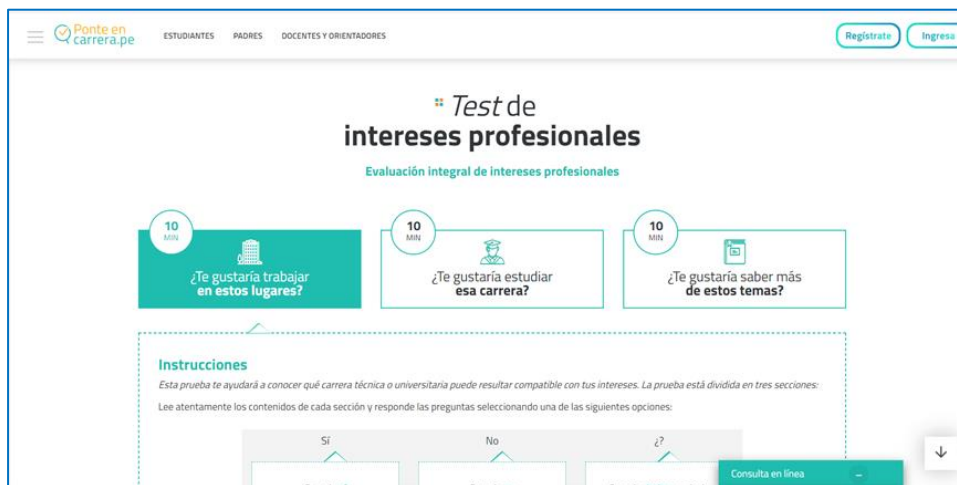 Ponte en
carrera.pe
ESTUDIANTES PADRES DOCENTES Y ORIENTADORES
Regístrate Ingresa
Test de
intereses profesionales
Evaluación integral de intereses profesionales
10
MIN
¿Te gustaría trabajar
en estos lugares?
10
MIN
¿Te gustaría estudiar
esa carrera?
10
MIN
¿Te gustaría saber más
de estos temas?
Instrucciones
Esta prueba te ayudará a conocer qué carrera técnica o universitaria puede resultar compatible con tus intereses. La prueba está dividida en tres secciones:
Lee atentamente los contenidos de cada sección y responde las preguntas seleccionando una de las siguientes opciones:
Sí No ¿?
Consulta en línea